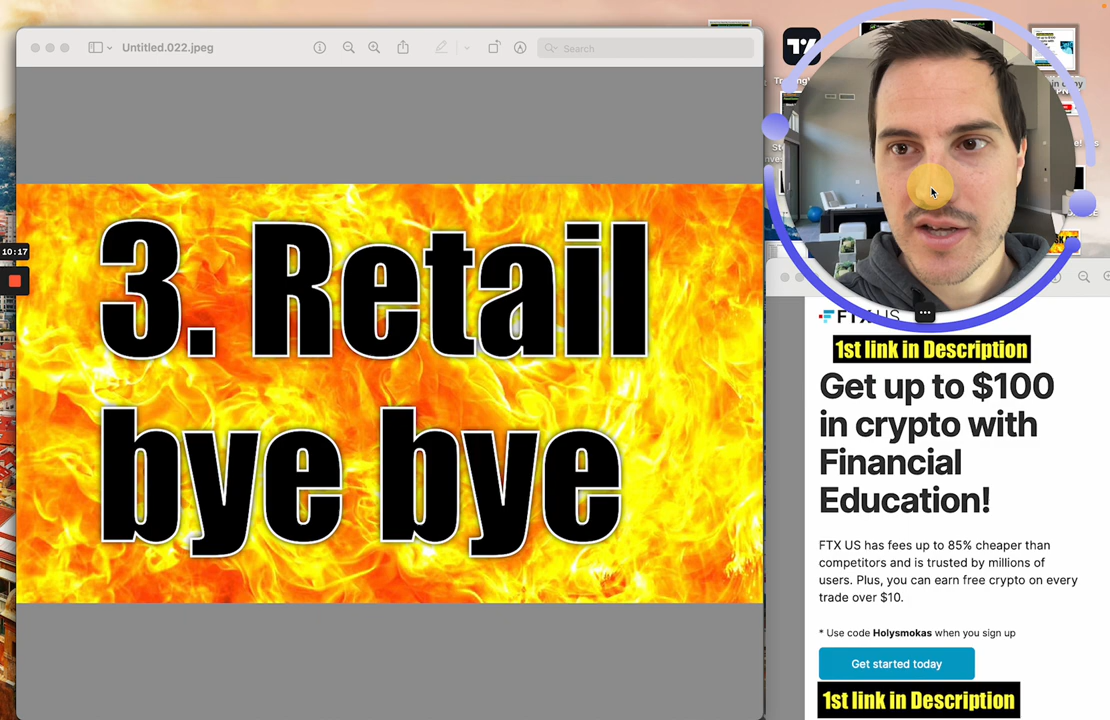 Untitled.022.jpeg
Search
10:17
3. Retail
bye bye
FTX US
1st link in Description
Get up to $100
in crypto with
Financial
Education!
FTX US has fees up to 85% cheaper than
competitors and is trusted by millions of
users. Plus, you can earn free crypto on every
trade over $10.
* Use code Holysmokas when you sign up
Get started today
1st link in Description